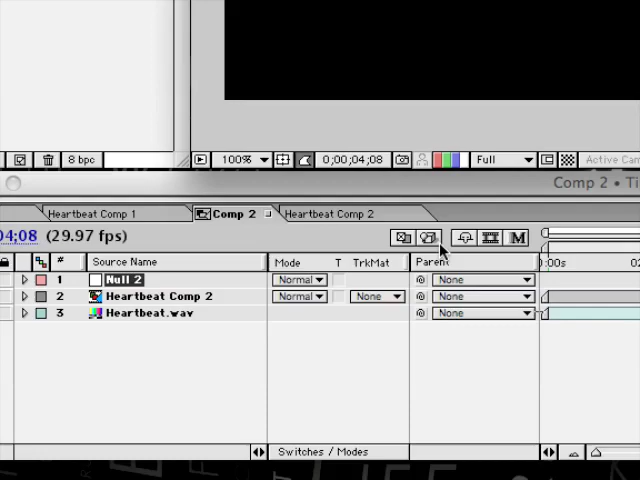 8 bpc 100% 0;00;04;08 Full Active Cam
Comp 2 • Ti
Heartbeat Comp 1 Comp 2 Heartbeat Comp 2
04;08 (29.97 fps) M
# Source Name Mode T TrkMat Parent 0:00s 02
1 Null 2 Normal None
2 Heartbeat Comp 2 Normal None None
3 Heartbeat.wav None
Switches / Modes